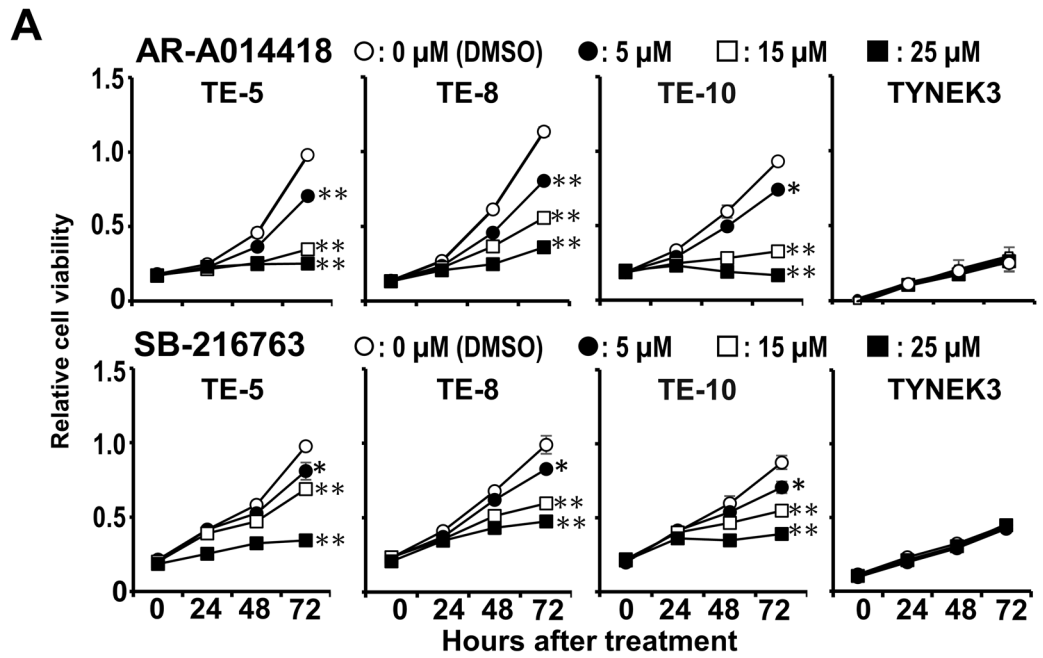 A
AR-A014418 ○: 0 µM (DMSO) ●: 5 µM □: 15 µM ■: 25 µM
TE-5 TE-8 TE-10 TYNEK3
1.5
1.0
0.5
0
** ** **
** ** **
* ** **
SB-216763 ○: 0 µM (DMSO) ●: 5 µM □: 15 µM ■: 25 µM
TE-5 TE-8 TE-10 TYNEK3
1.5
1.0
0.5
0
* ** **
* ** **
* ** **
0 24 48 72 0 24 48 72 0 24 48 72 0 24 48 72
Hours after treatment
Relative cell viability